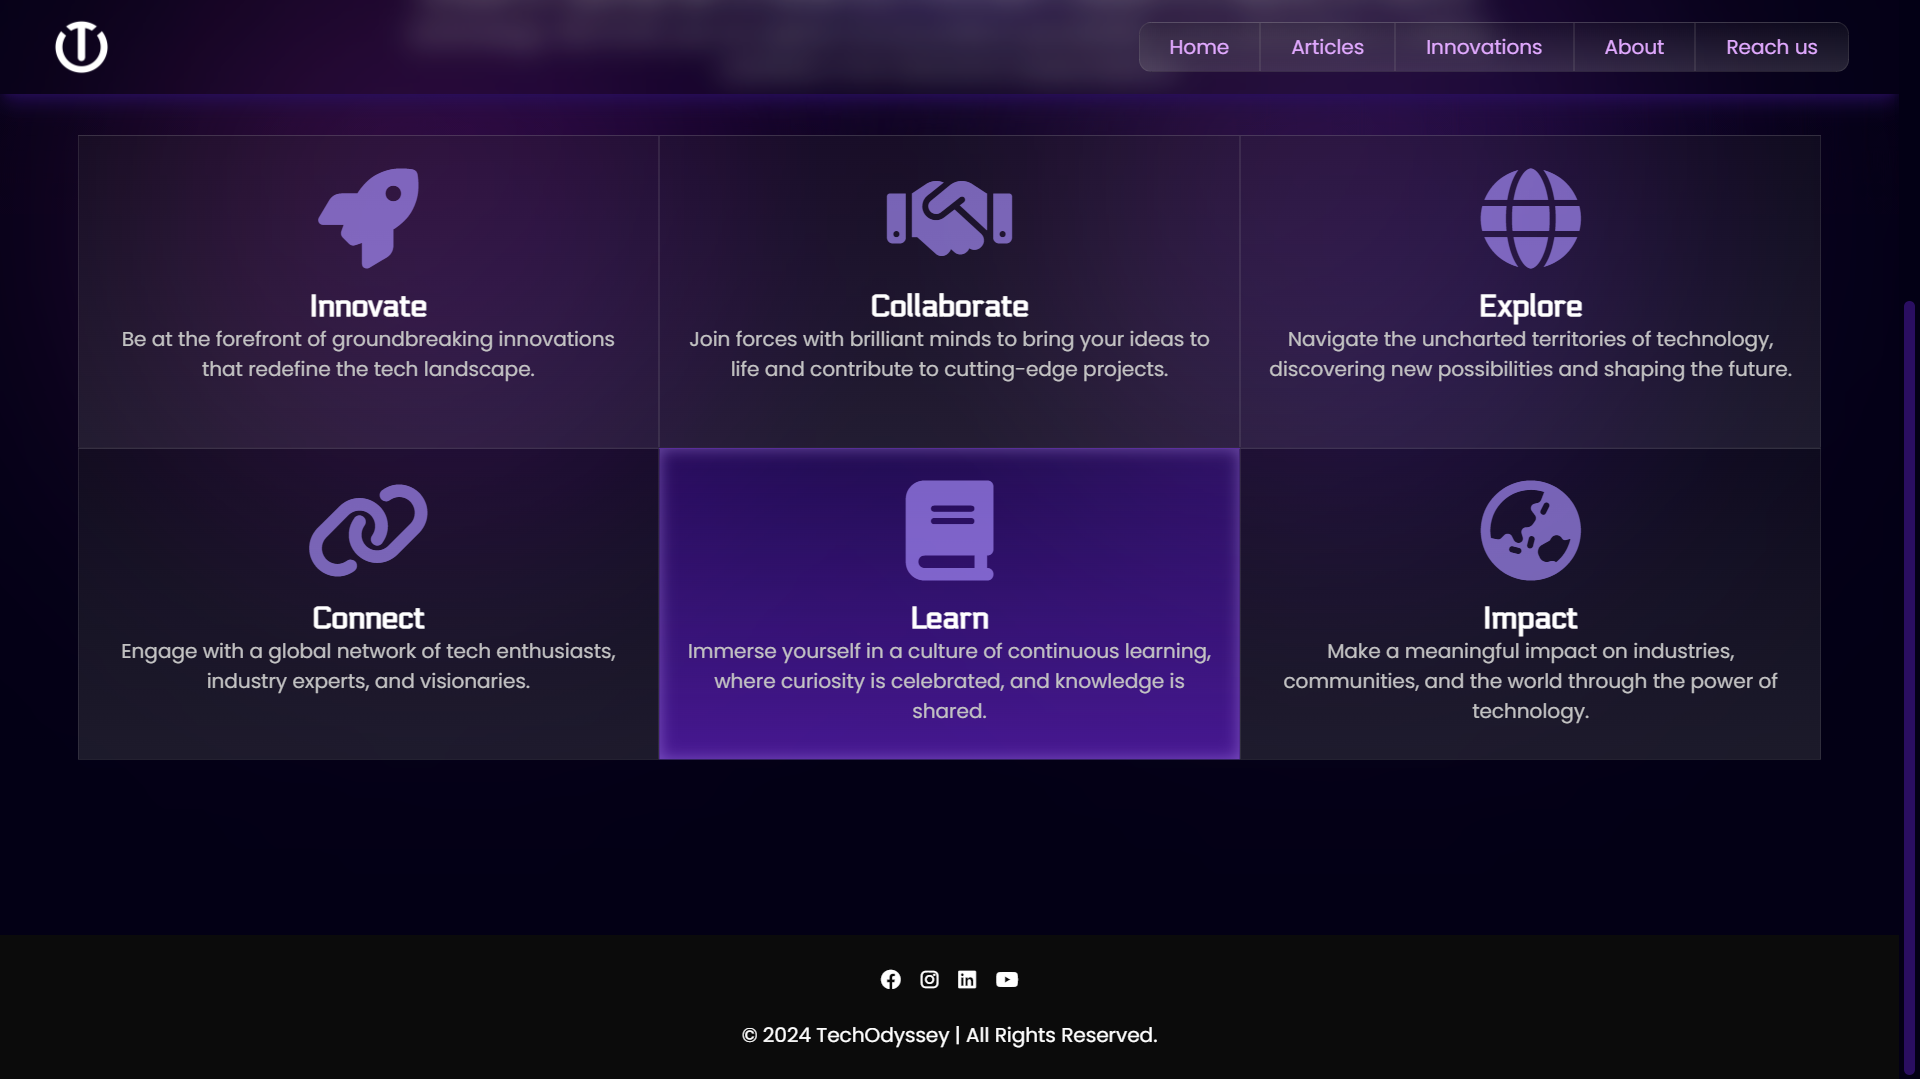 Home
Articles
Innovations
About
Reach us
Innovate
Be at the forefront of groundbreaking innovations
that redefine the tech landscape.
Collaborate
Join forces with brilliant minds to bring your ideas to
life and contribute to cutting-edge projects.
Explore
Navigate the uncharted territories of technology,
discovering new possibilities and shaping the future.
Connect
Engage with a global network of tech enthusiasts,
industry experts, and visionaries.
Learn
Immerse yourself in a culture of continuous learning,
where curiosity is celebrated, and knowledge is
shared.
Impact
Make a meaningful impact on industries,
communities, and the world through the power of
technology.
© 2024 TechOdyssey | All Rights Reserved.